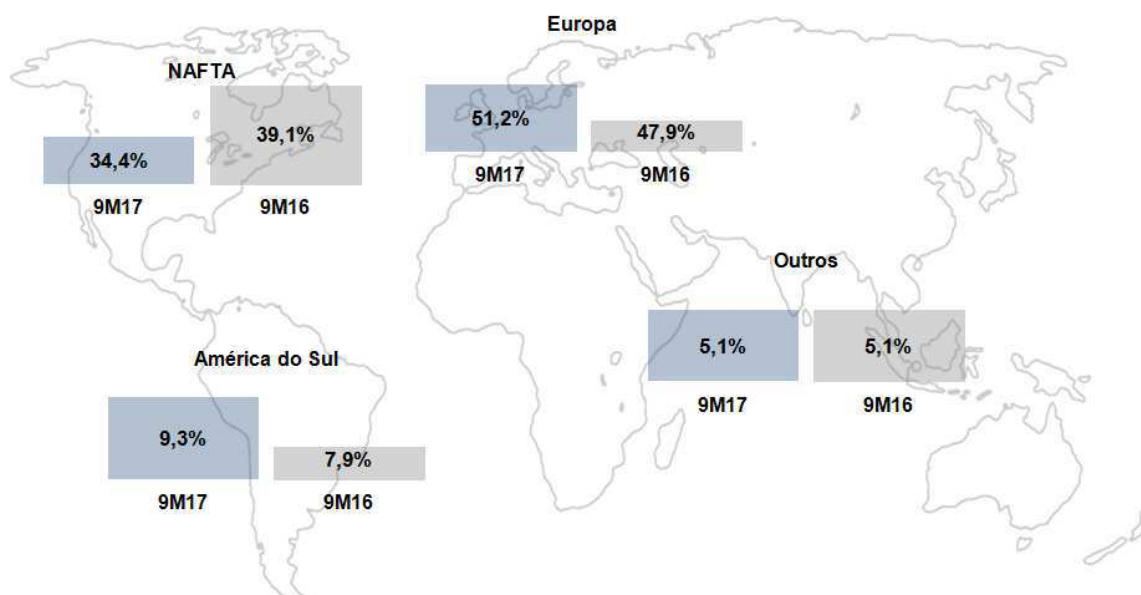 Europa
NAFTA
39,1%
34,4%
9M17
9M16
51,2%
47,9%
9M17
9M16
Outros
5,1%
5,1%
9M17
9M16
América do Sul
9,3%
7,9%
9M17
9M16